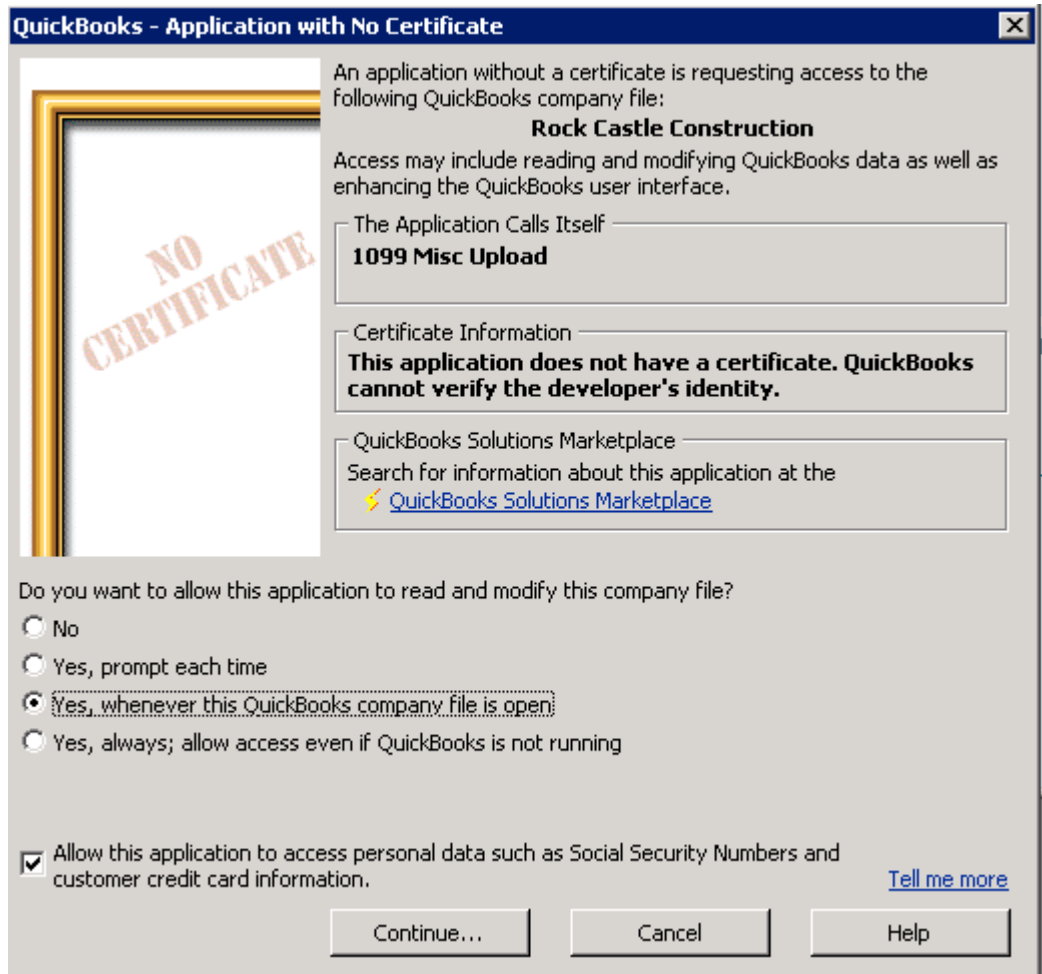 QuickBooks - Application with No Certificate
An application without a certificate is requesting access to the
following QuickBooks company file:
Rock Castle Construction
Access may include reading and modifying QuickBooks data as well as
enhancing the QuickBooks user interface.
NO
CERTIFICATE
The Application Calls Itself
1099 Misc Upload
Certificate Information
This application does not have a certificate. QuickBooks
cannot verify the developer's identity.
QuickBooks Solutions Marketplace
Search for information about this application at the
QuickBooks Solutions Marketplace
Do you want to allow this application to read and modify this company file?
No
Yes, prompt each time
Yes, whenever this QuickBooks company file is open
Yes, always; allow access even if QuickBooks is not running
Allow this application to access personal data such as Social Security Numbers and
customer credit card information.
Tell me more
Continue...
Cancel
Help